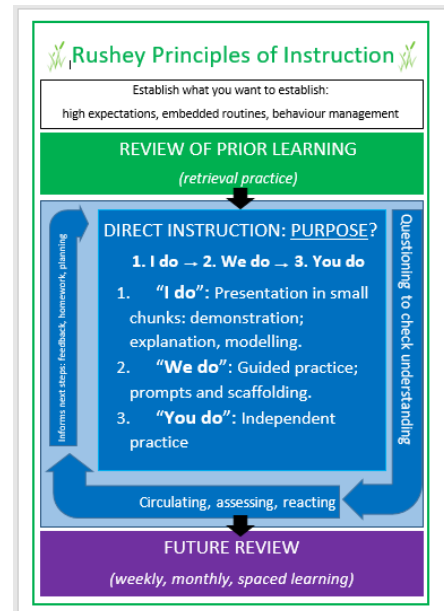 Rushey Principles of Instruction
Establish what you want to establish:
high expectations, embedded routines, behaviour management
REVIEW OF PRIOR LEARNING
(retrieval practice)
DIRECT INSTRUCTION: PURPOSE?
1. I do → 2. We do → 3. You do
1. "I do": Presentation in small
chunks: demonstration;
explanation, modelling.
2. "We do": Guided practice;
prompts and scaffolding.
3. "You do": Independent
practice
Questioning to check understanding
Circulating, assessing, reacting
Informs next steps: feedback, homework, planning
FUTURE REVIEW
(weekly, monthly, spaced learning)